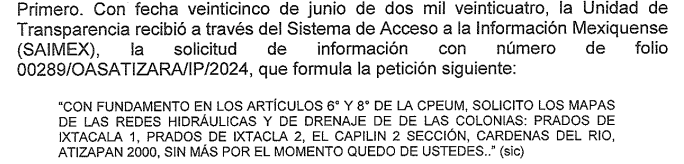 Primero. Con fecha veinticinco de junio de dos mil veinticuatro, la Unidad de
Transparencia recibió a través del Sistema de Acceso a la Información Mexiquense
(SAIMEX), la solicitud de información con número de folio
00289/OASATIZARA/IP/2024, que formula la petición siguiente:
"CON FUNDAMENTO EN LOS ARTÍCULOS 6° Y 8° DE LA CPEUM, SOLICITO LOS MAPAS
DE LAS REDES HIDRÁULICAS Y DE DRENAJE DE DE LAS COLONIAS: PRADOS DE
IXTACALA 1, PRADOS DE IXTACLA 2, EL CAPILIN 2 SECCIÓN, CARDENAS DEL RIO,
ATIZAPAN 2000, SIN MÁS POR EL MOMENTO QUEDO DE USTEDES.." (sic)